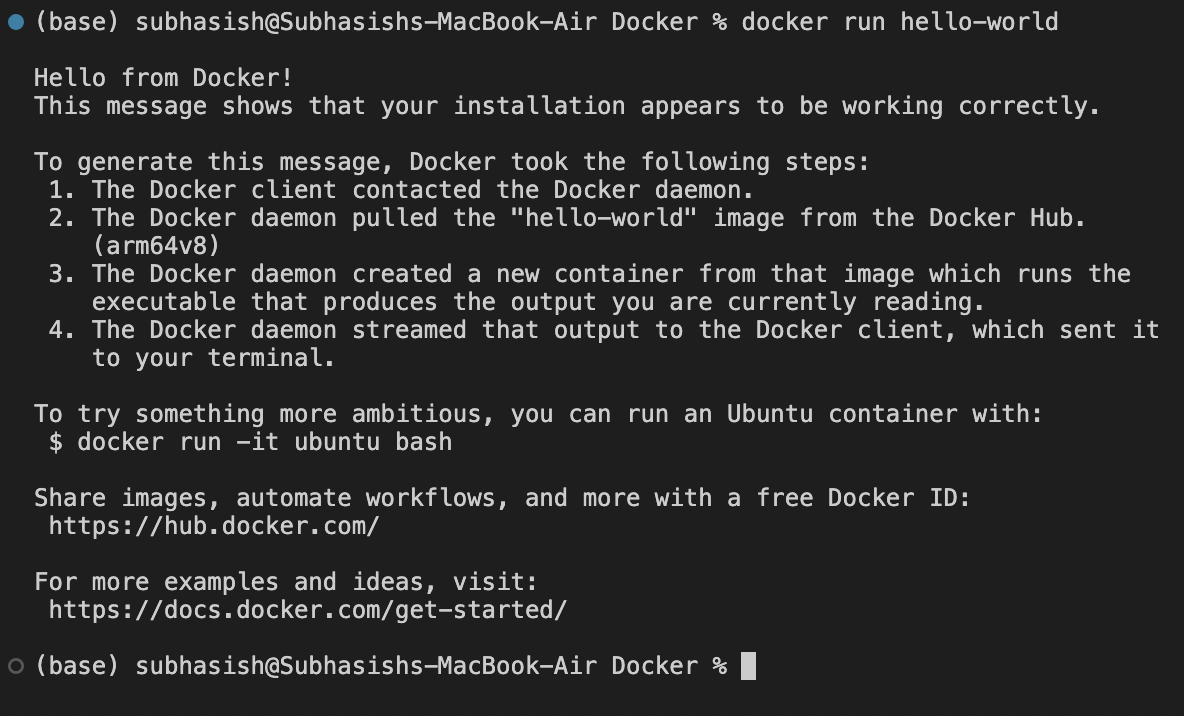 (base) subhasish@Subhasishs-MacBook-Air Docker % docker run hello-world
Hello from Docker!
This message shows that your installation appears to be working correctly.
To generate this message, Docker took the following steps:
1. The Docker client contacted the Docker daemon.
2. The Docker daemon pulled the "hello-world" image from the Docker Hub.
(arm64v8)
3. The Docker daemon created a new container from that image which runs the
executable that produces the output you are currently reading.
4. The Docker daemon streamed that output to the Docker client, which sent it
to your terminal.
To try something more ambitious, you can run an Ubuntu container with:
$ docker run -it ubuntu bash
Share images, automate workflows, and more with a free Docker ID:
https://hub.docker.com/
For more examples and ideas, visit:
https://docs.docker.com/get-started/
(base) subhasish@Subhasishs-MacBook-Air Docker %